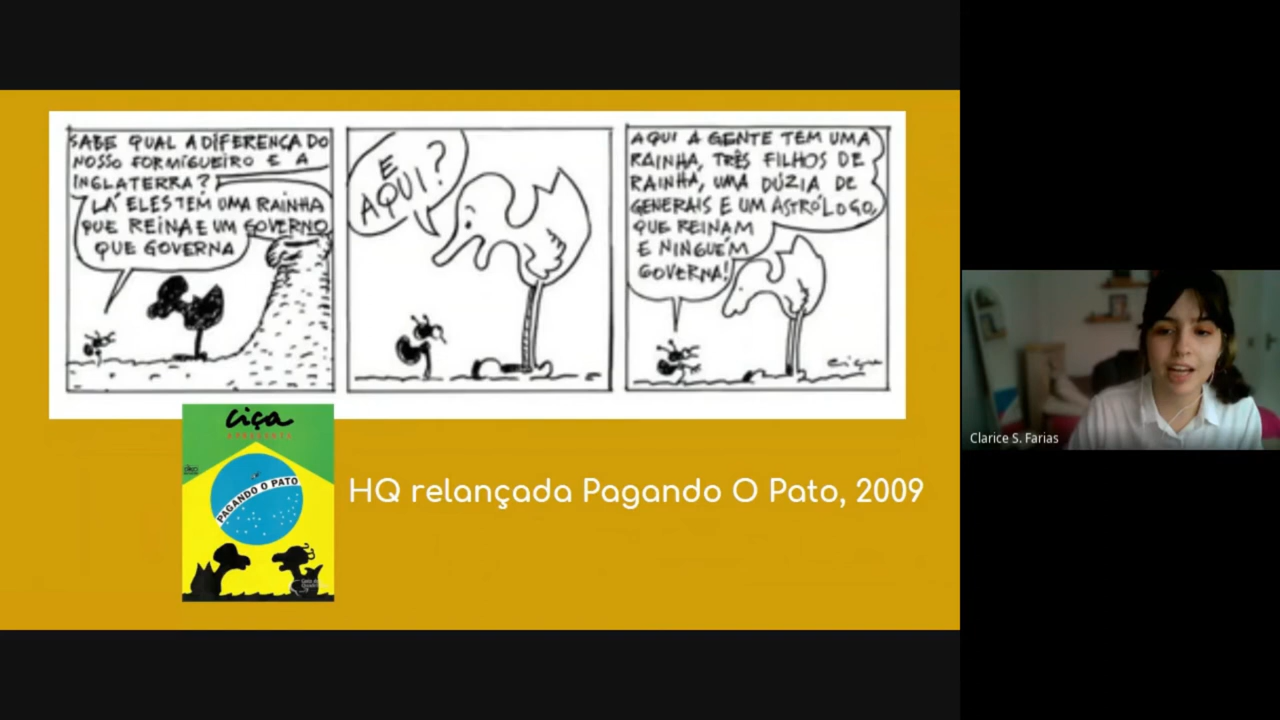 SABE QUAL A DIFERENÇA DO
NOSSO FORMIGUEIRO E A
INGLATERRA?
LÁ ELES TÊM UMA RAINHA
QUE REINA E UM GOVERNO
QUE GOVERNA
E
AQUI?
AQUI A GENTE TEM UMA
RAINHA, TRÊS FILHOS DE
RAINHA, UMA DÚZIA DE
GENERAIS E UM ASTRÓLOGO,
QUE REINAM
E NINGUÉM
GOVERNA!
ciça
ciça
PAGANDO O PATO
HQ relançada Pagando O Pato, 2009
Clarice S. Farias